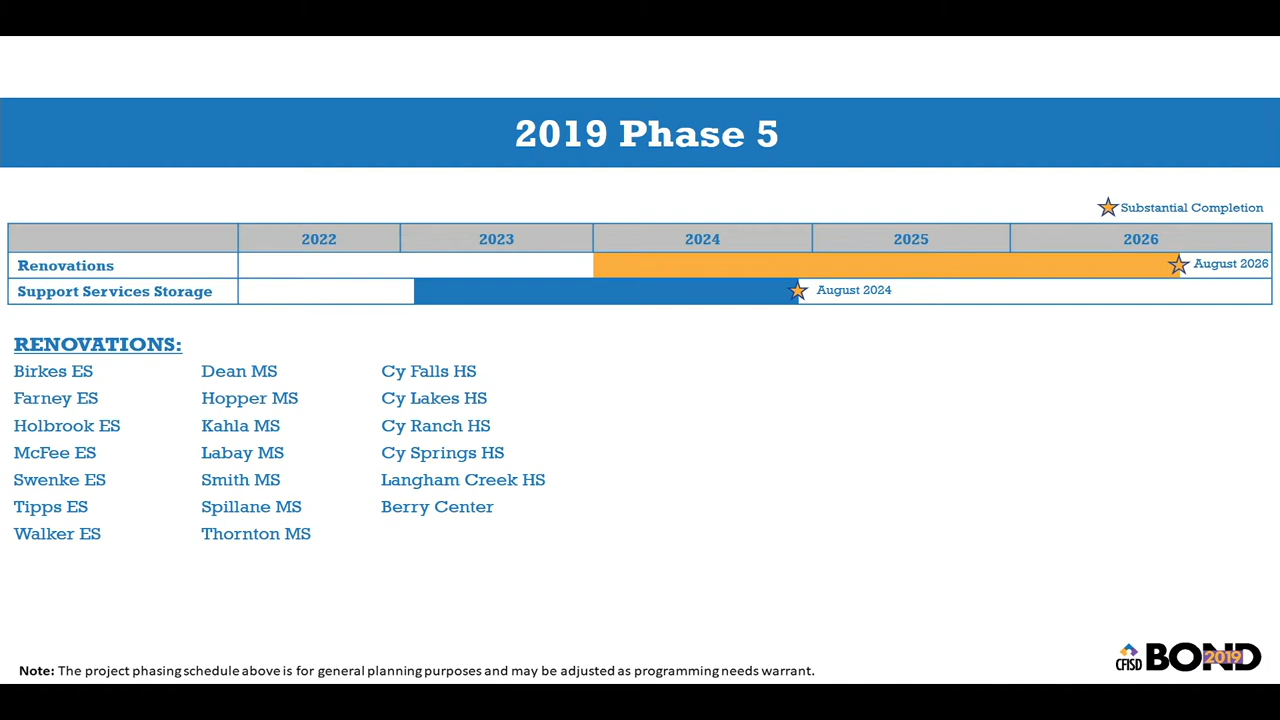 2019 Phase 5
Substantial Completion
2022 2023 2024 2025 2026
Renovations August 2026
Support Services Storage August 2024
RENOVATIONS:
Birkes ES Dean MS Cy Falls HS
Farney ES Hopper MS Cy Lakes HS
Holbrook ES Kahla MS Cy Ranch HS
McFee ES Labay MS Cy Springs HS
Swenke ES Smith MS Langham Creek HS
Tipps ES Spillane MS Berry Center
Walker ES Thornton MS
CFISD BOND 2019
Note: The project phasing schedule above is for general planning purposes and may be adjusted as programming needs warrant.